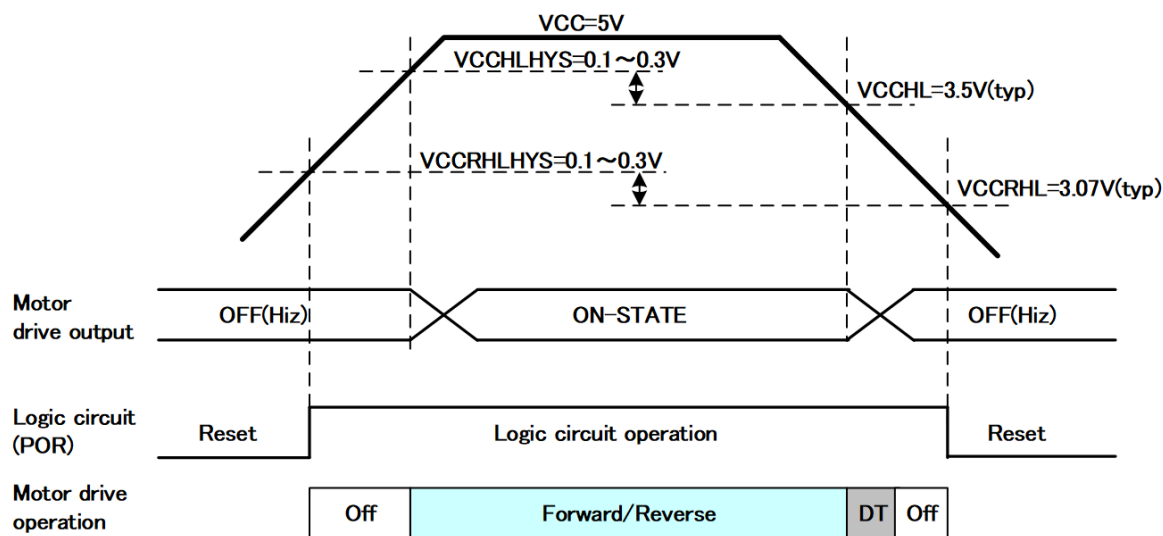 VCC=5V
VCCHLHYS=0.1～0.3V
VCCHL=3.5V(typ)
VCCRHLHYS=0.1～0.3V
VCCRHL=3.07V(typ)
Motor
drive output
OFF(Hiz)
ON-STATE
OFF(Hiz)
Logic circuit
(POR)
Reset
Logic circuit operation
Reset
Motor drive
operation
Off
Forward/Reverse
DT
Off